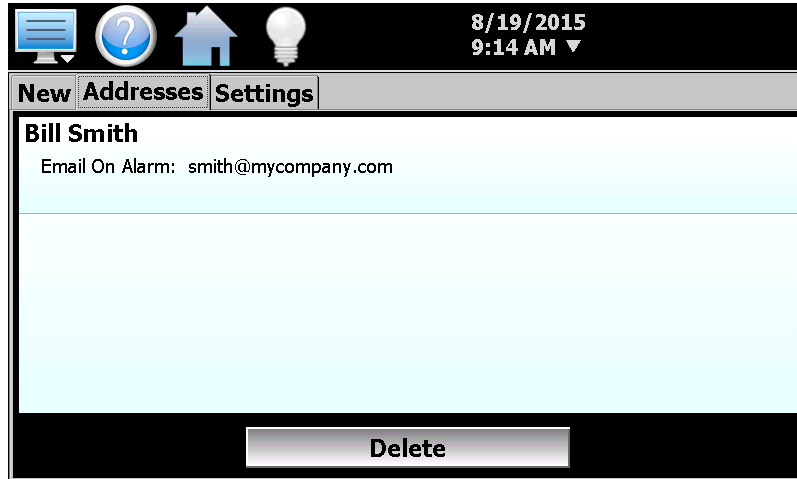 8/19/2015
9:14 AM ▼
New Addresses Settings
Bill Smith
Email On Alarm: smith@mycompany.com
Delete